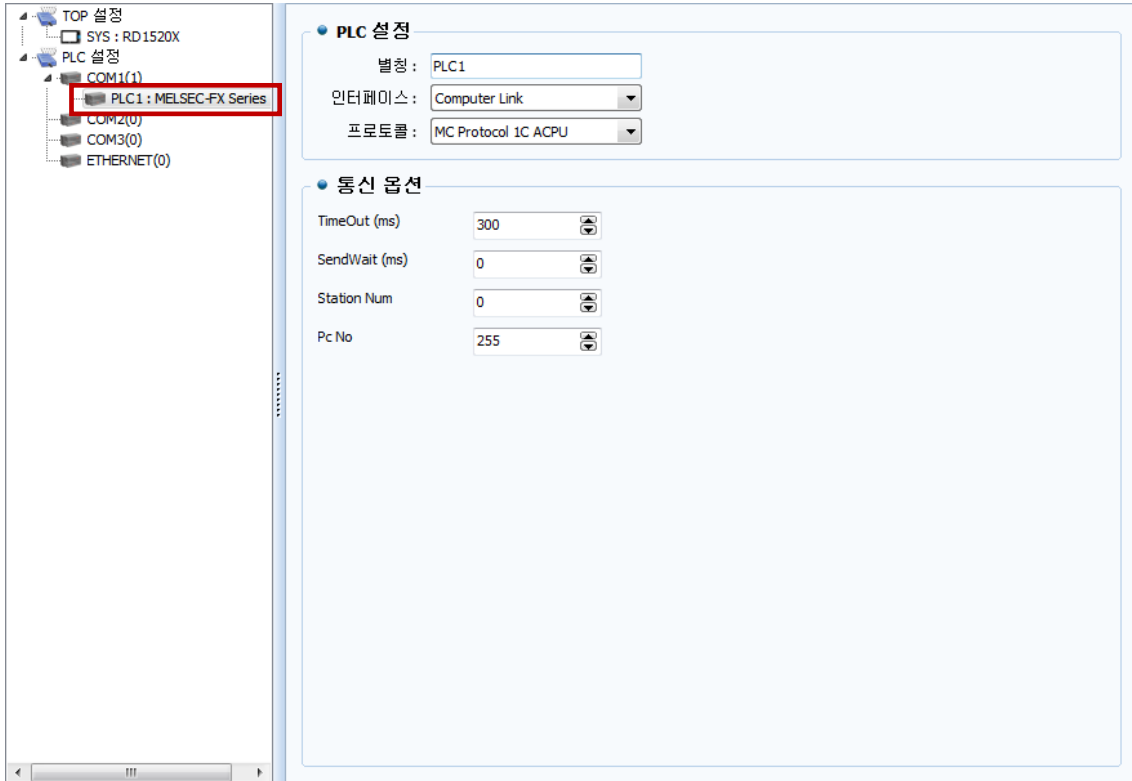 TOP 설정
SYS : RD1520X
PLC 설정
COM1(1)
PLC1 : MELSEC-FX Series
COM2(0)
COM3(0)
ETHERNET(0)
PLC 설정
별칭 : PLC1
인터페이스 : Computer Link
프로토콜 : MC Protocol 1C ACPU
통신 옵션
TimeOut (ms) 300
SendWait (ms) 0
Station Num 0
Pc No 255